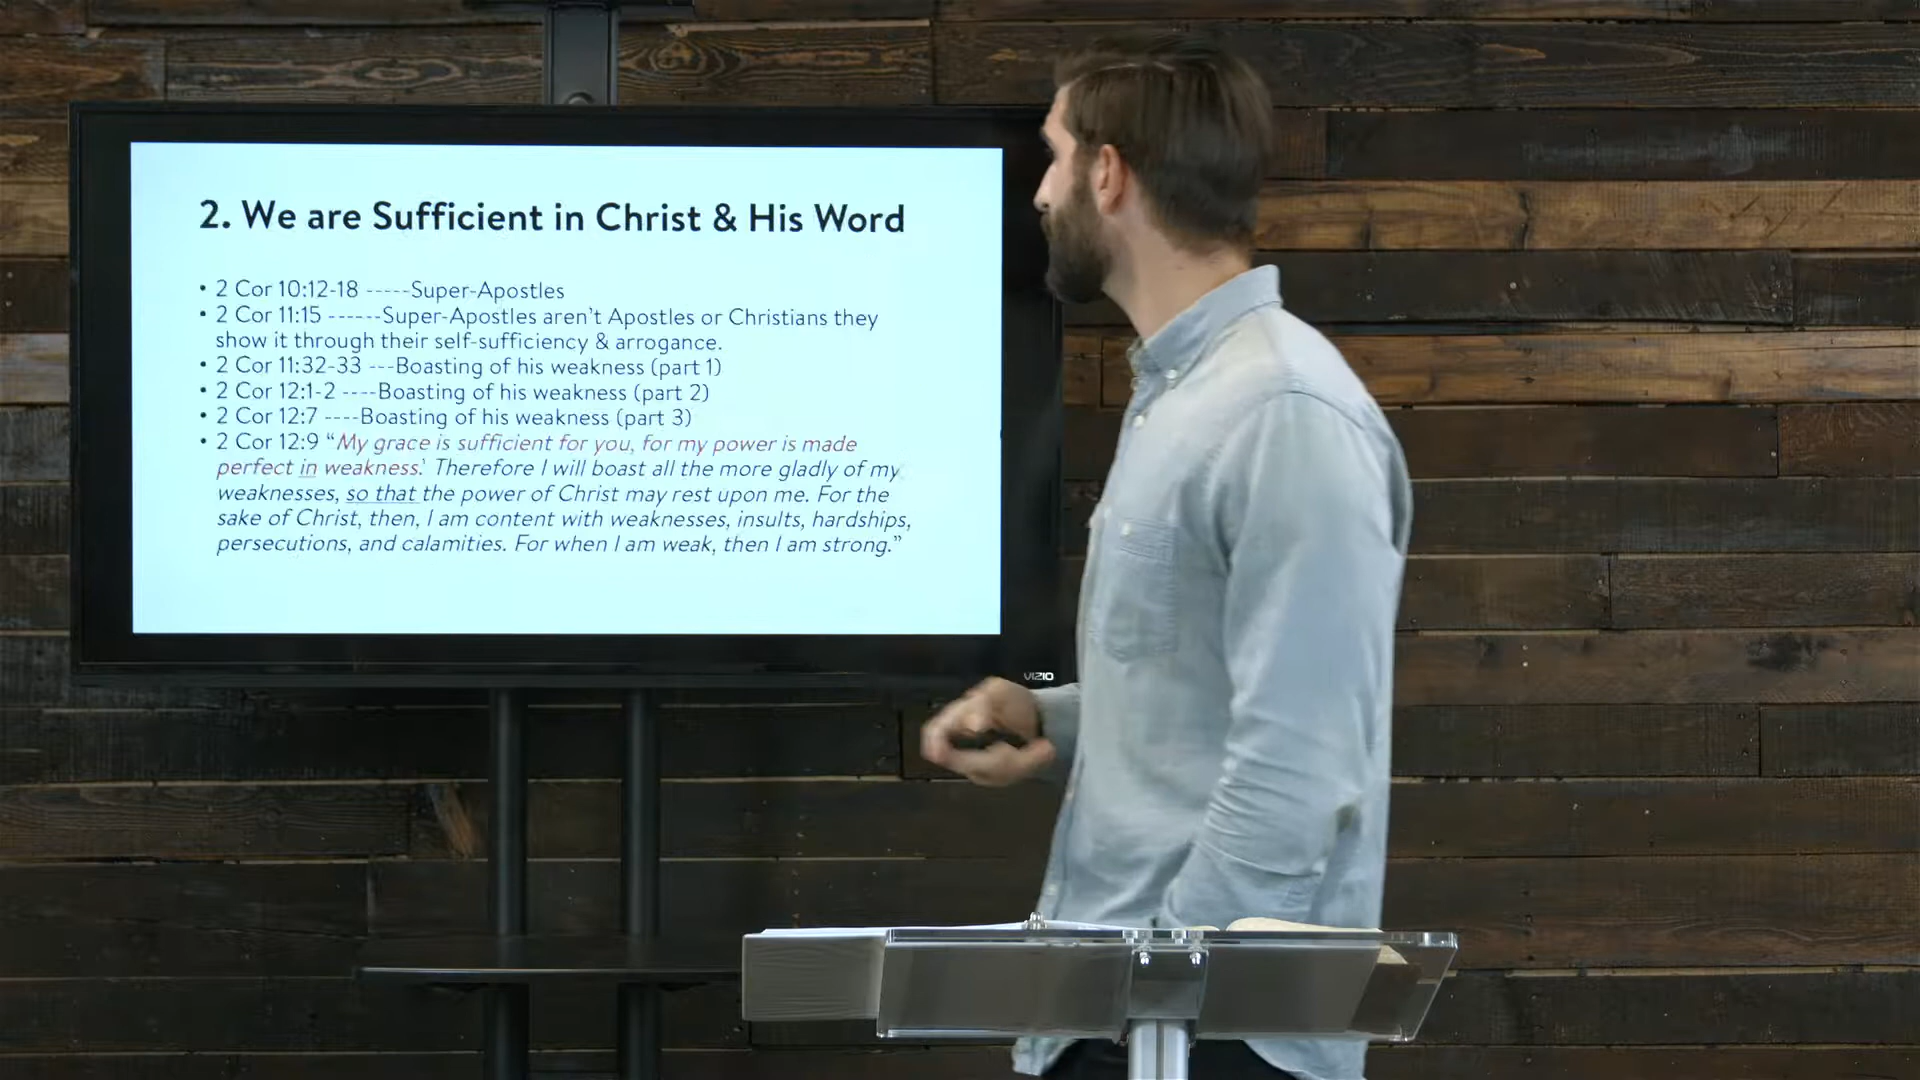 2. We are Sufficient in Christ & His Word
• 2 Cor 10:12-18 -----Super-Apostles
• 2 Cor 11:15 ------Super-Apostles aren't Apostles or Christians they
show it through their self-sufficiency & arrogance.
• 2 Cor 11:32-33 ---Boasting of his weakness (part 1)
• 2 Cor 12:1-2 ----Boasting of his weakness (part 2)
• 2 Cor 12:7 ----Boasting of his weakness (part 3)
• 2 Cor 12:9 “My grace is sufficient for you, for my power is made
perfect in weakness.' Therefore I will boast all the more gladly of my
weaknesses, so that the power of Christ may rest upon me. For the
sake of Christ, then, I am content with weaknesses, insults, hardships,
persecutions, and calamities. For when I am weak, then I am strong.”
VIZIO